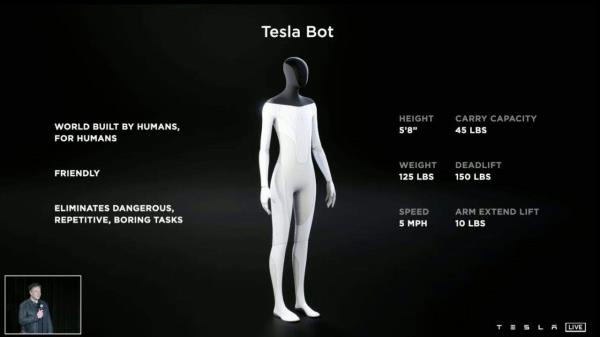 Tesla Bot
WORLD BUILT BY HUMANS,
FOR HUMANS
FRIENDLY
ELIMINATES DANGEROUS,
REPETITIVE, BORING TASKS
HEIGHT
5'8"
CARRY CAPACITY
45 LBS
WEIGHT
125 LBS
DEADLIFT
150 LBS
SPEED
5 MPH
ARM EXTEND LIFT
10 LBS
TESLA LIVE